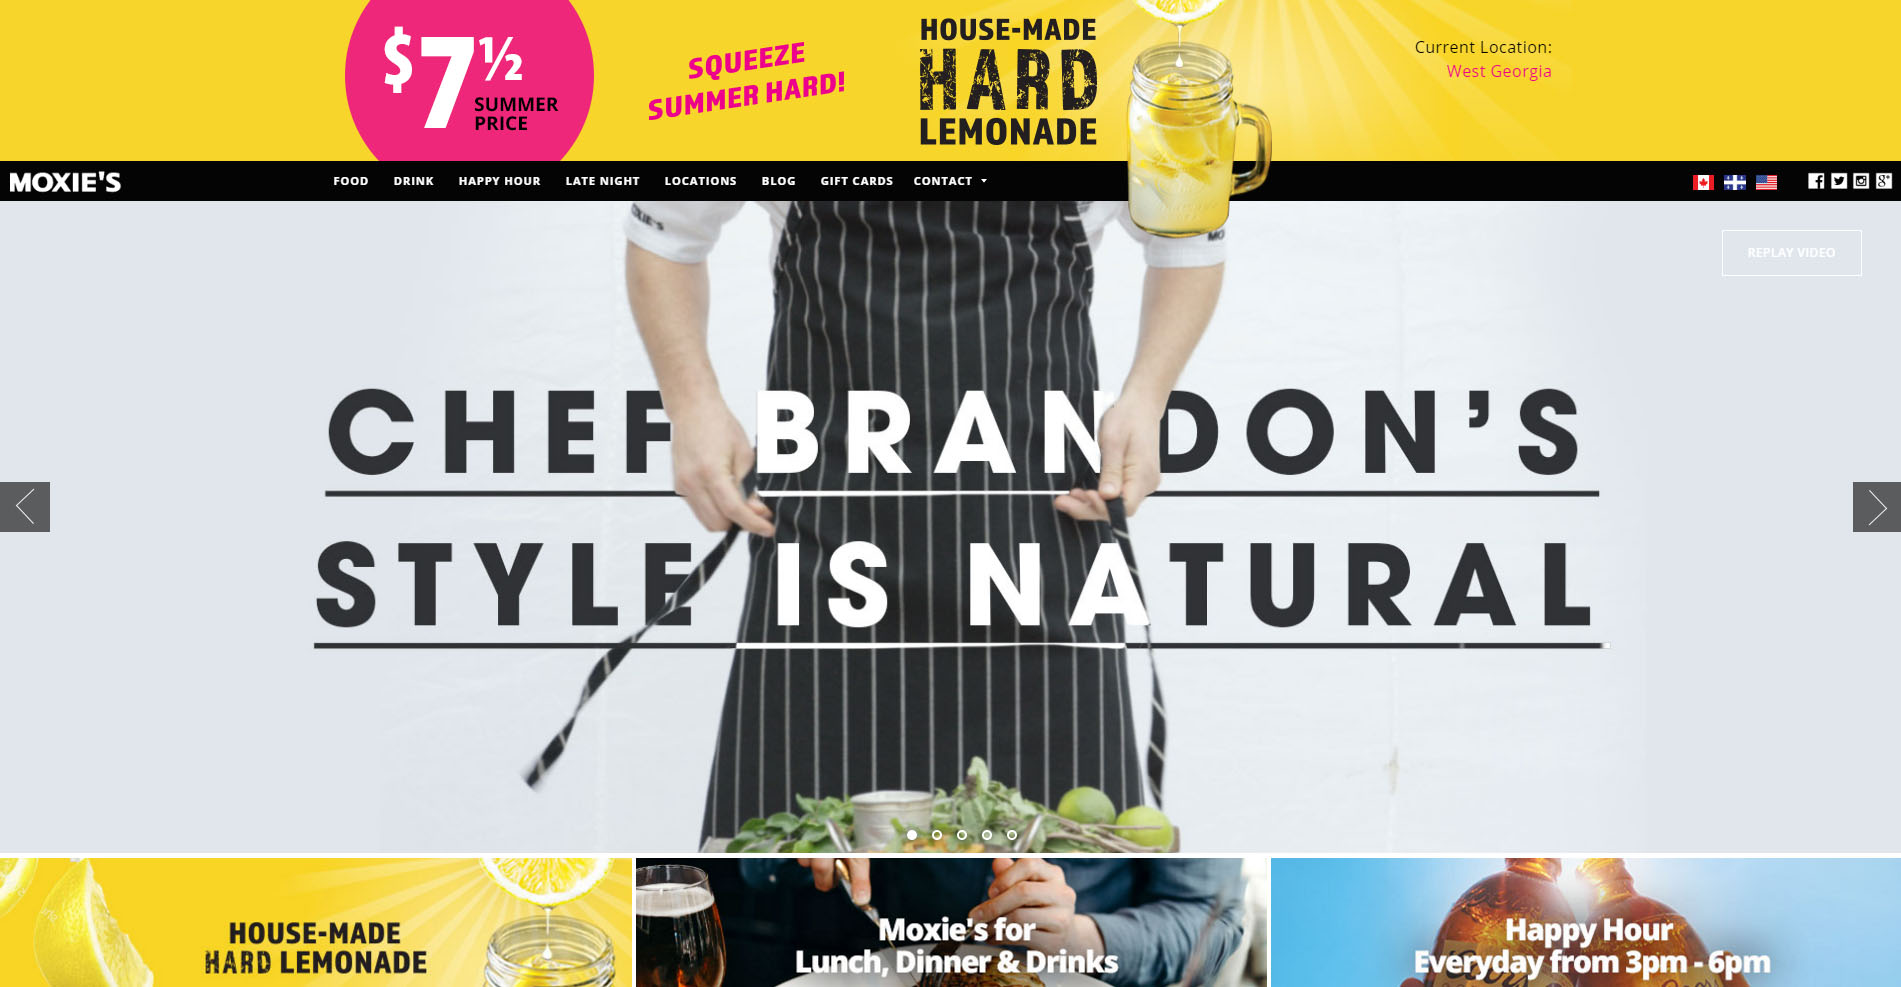 $7½
SUMMER
PRICE
SQUEEZE
SUMMER HARD!
HOUSE-MADE
HARD
LEMONADE
Current Location:
West Georgia
MOXIE'S
FOOD DRINK HAPPY HOUR LATE NIGHT LOCATIONS BLOG GIFT CARDS CONTACT
REPLAY VIDEO
CHEF BRANDON'S
STYLE IS NATURAL
HOUSE-MADE
HARD LEMONADE
Moxie's for
Lunch, Dinner & Drinks
Happy Hour
Everyday from 3pm - 6pm